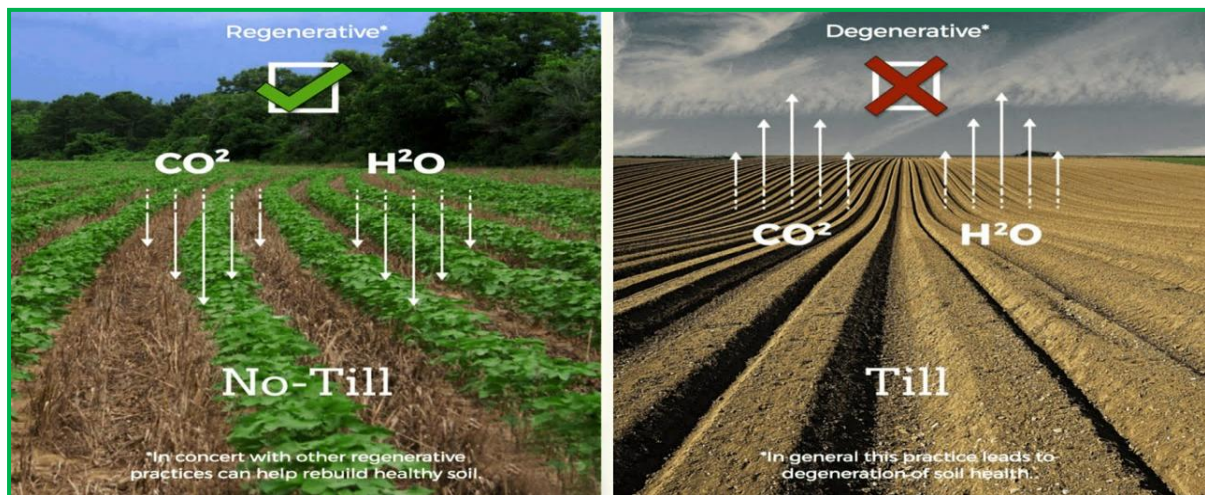 Regenerative*
CO²
H²O
No-Till
*In concert with other regenerative
practices can help rebuild healthy soil.
Degenerative*
CO²
H²O
Till
*In general this practice leads to
degeneration of soil health..